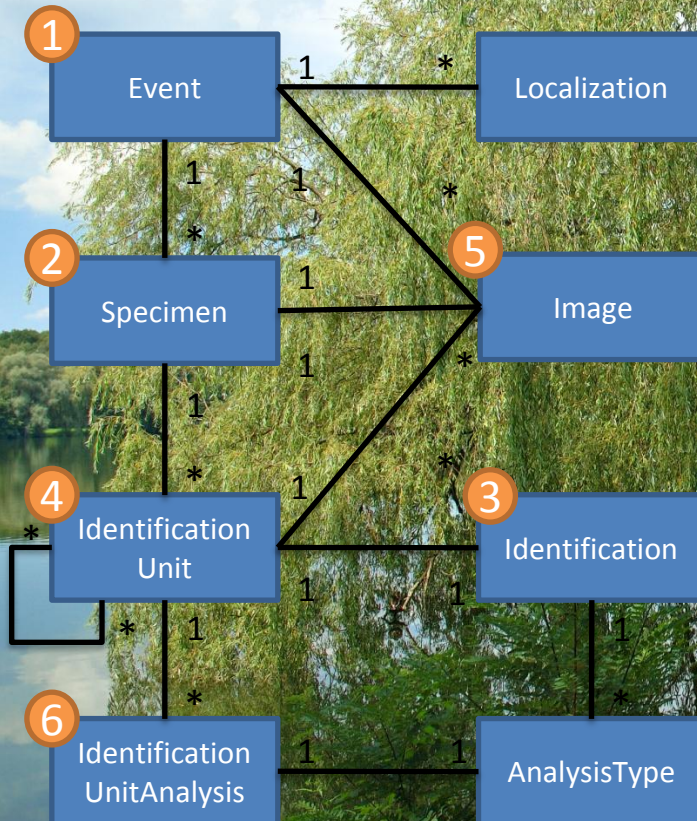 1
Event
1
*
Localization
1
*
1
*
2
Specimen
1
5
Image
1
*
1
*
*
1
4
Identification
Unit
3
Identification
*
*
1
1
1
1
*
*
6
Identification
UnitAnalysis
1
1
AnalysisType